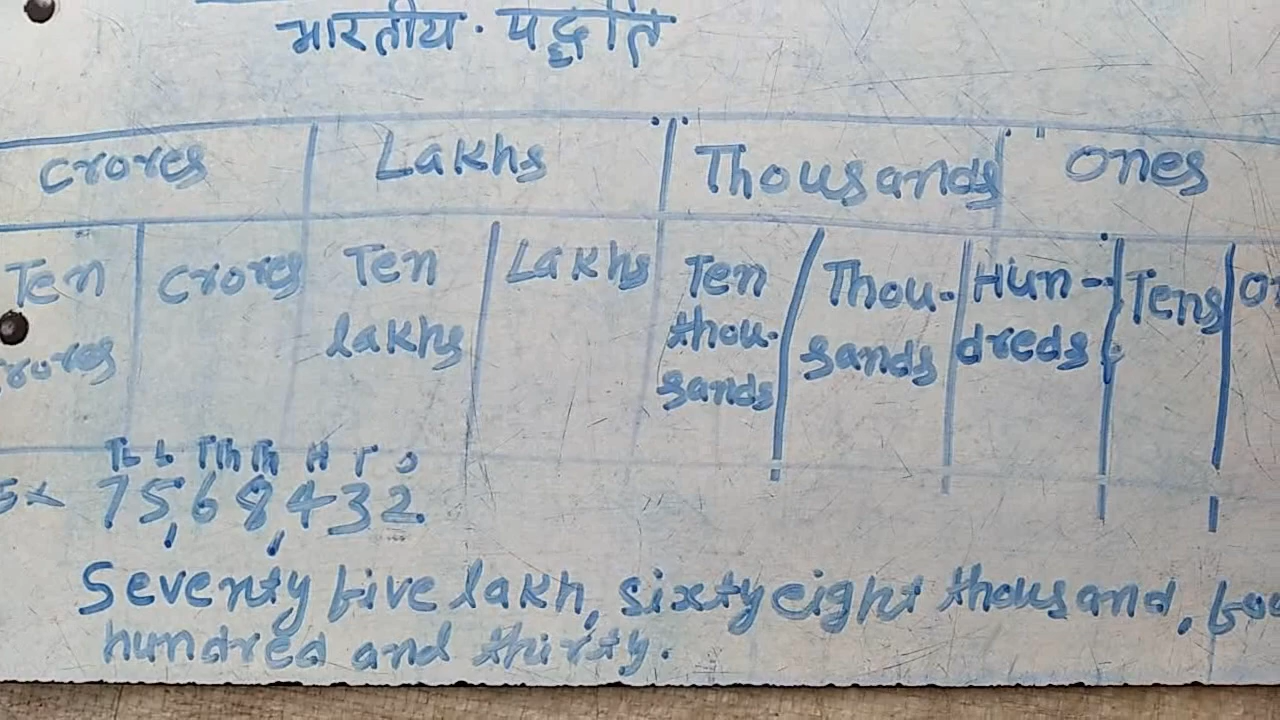 भारतीय. पद्धति
Crores Lakhs Thousands Ones
Ten Crores Ten Lakhs Ten Thou- Hun- Tens
crores lakhs thou- sands dreds
sands
TL L Tth Th H T O
75,68,432
Seventy five lakh, sixty eight thousand,
hundred and thirty.